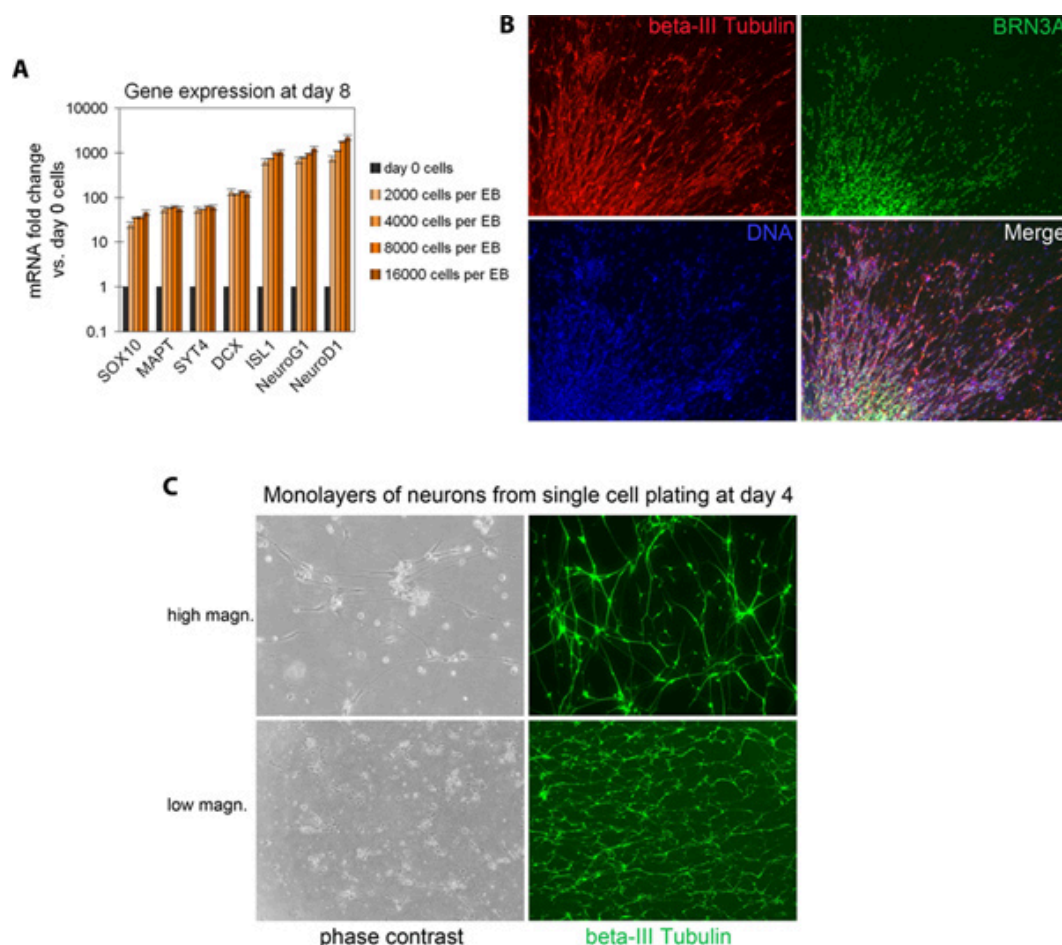 A
Gene expression at day 8
mRNA fold change
vs. day 0 cells
10000
1000
100
10
1
0.1
SOX10
MAPT
SYT4
DCX
ISL1
NeuroG1
NeuroD1
day 0 cells
2000 cells per EB
4000 cells per EB
8000 cells per EB
16000 cells per EB
B
beta-III Tubulin
BRN3A
DNA
Merge
C
Monolayers of neurons from single cell plating at day 4
high magn.
low magn.
phase contrast
beta-III Tubulin